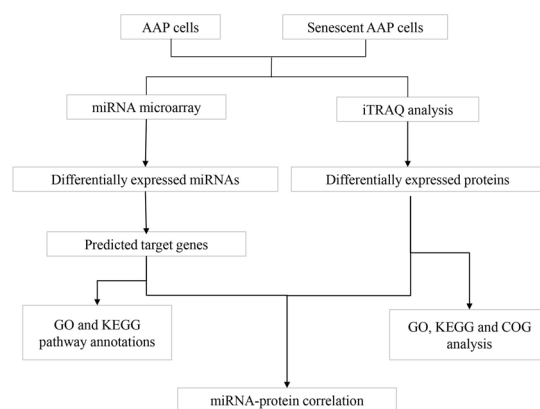 AAP cells
Senescent AAP cells
miRNA microarray
iTRAQ analysis
Differentially expressed miRNAs
Differentially expressed proteins
Predicted target genes
GO and KEGG
pathway annotations
GO, KEGG and COG
analysis
miRNA-protein correlation